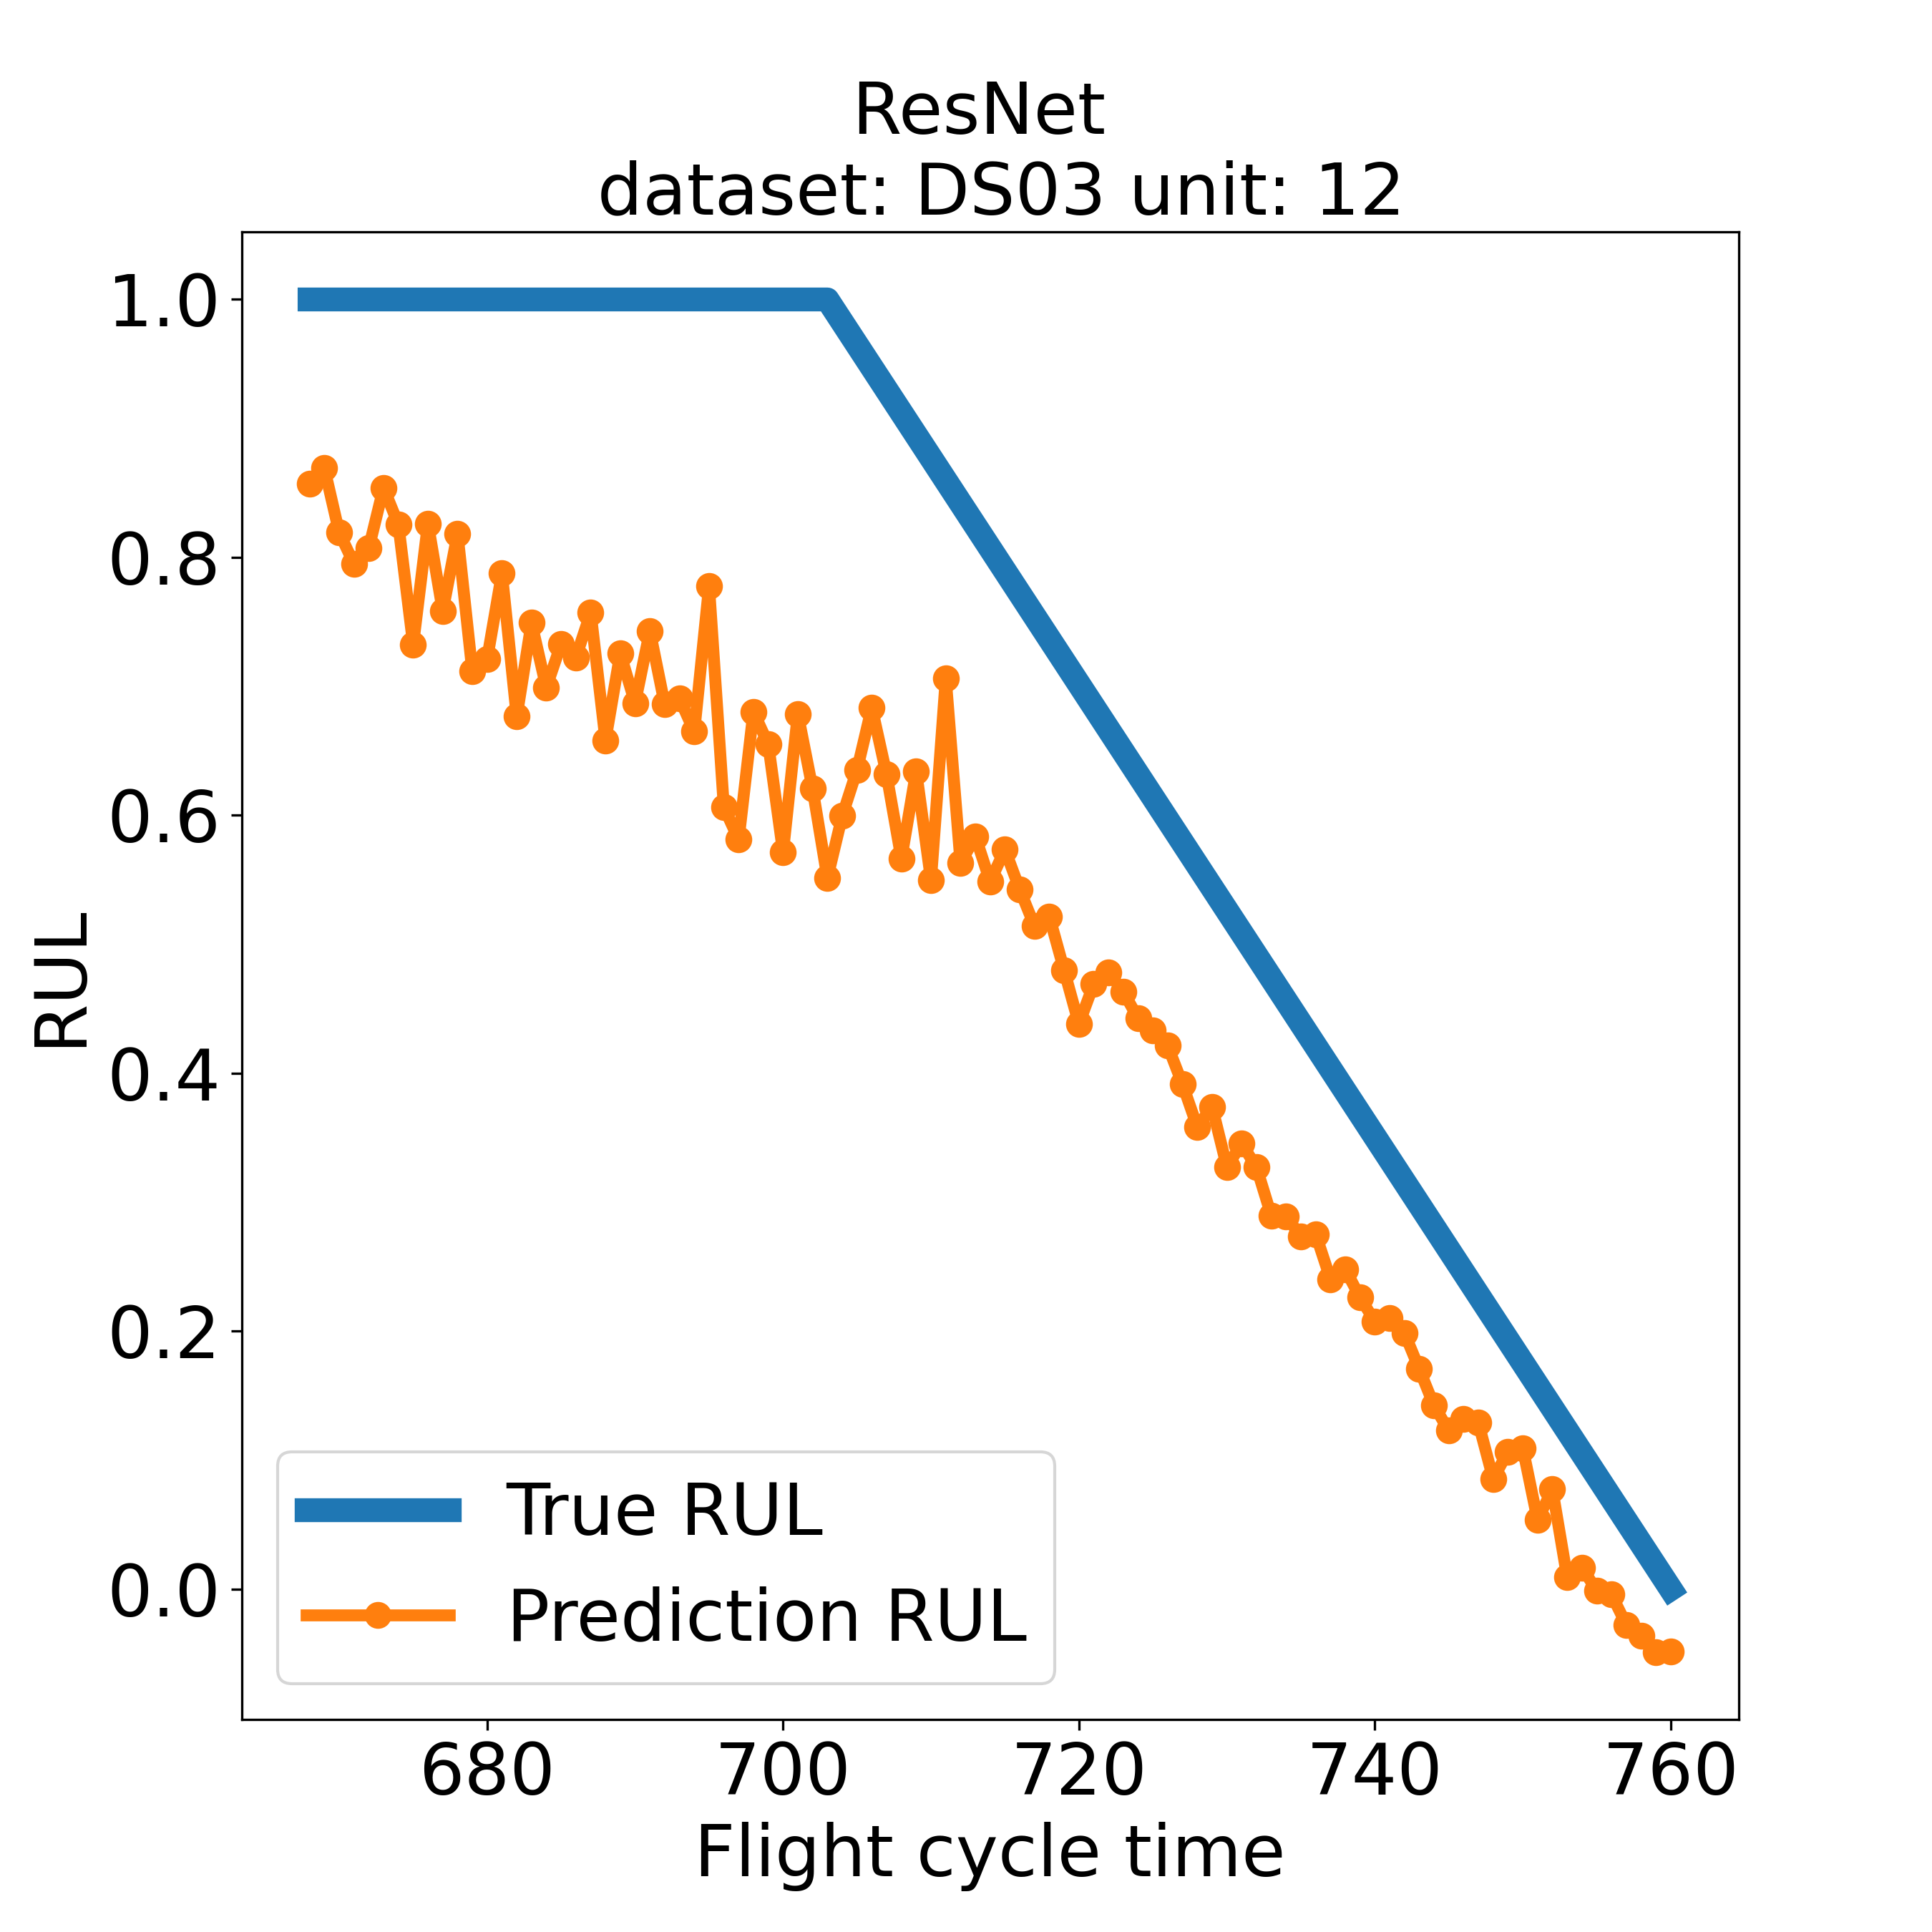 ResNet
dataset: DS03 unit: 12
1.0
0.8
0.6
0.4
0.2
0.0
RUL
True RUL
Prediction RUL
680 700 720 740 760
Flight cycle time